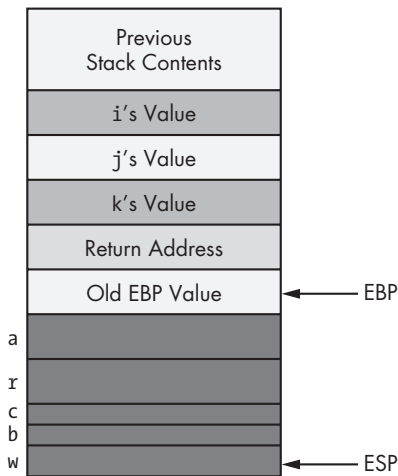 Previous
Stack Contents
i's Value
j's Value
k's Value
Return Address
Old EBP Value
EBP
a
r
c
b
w
ESP